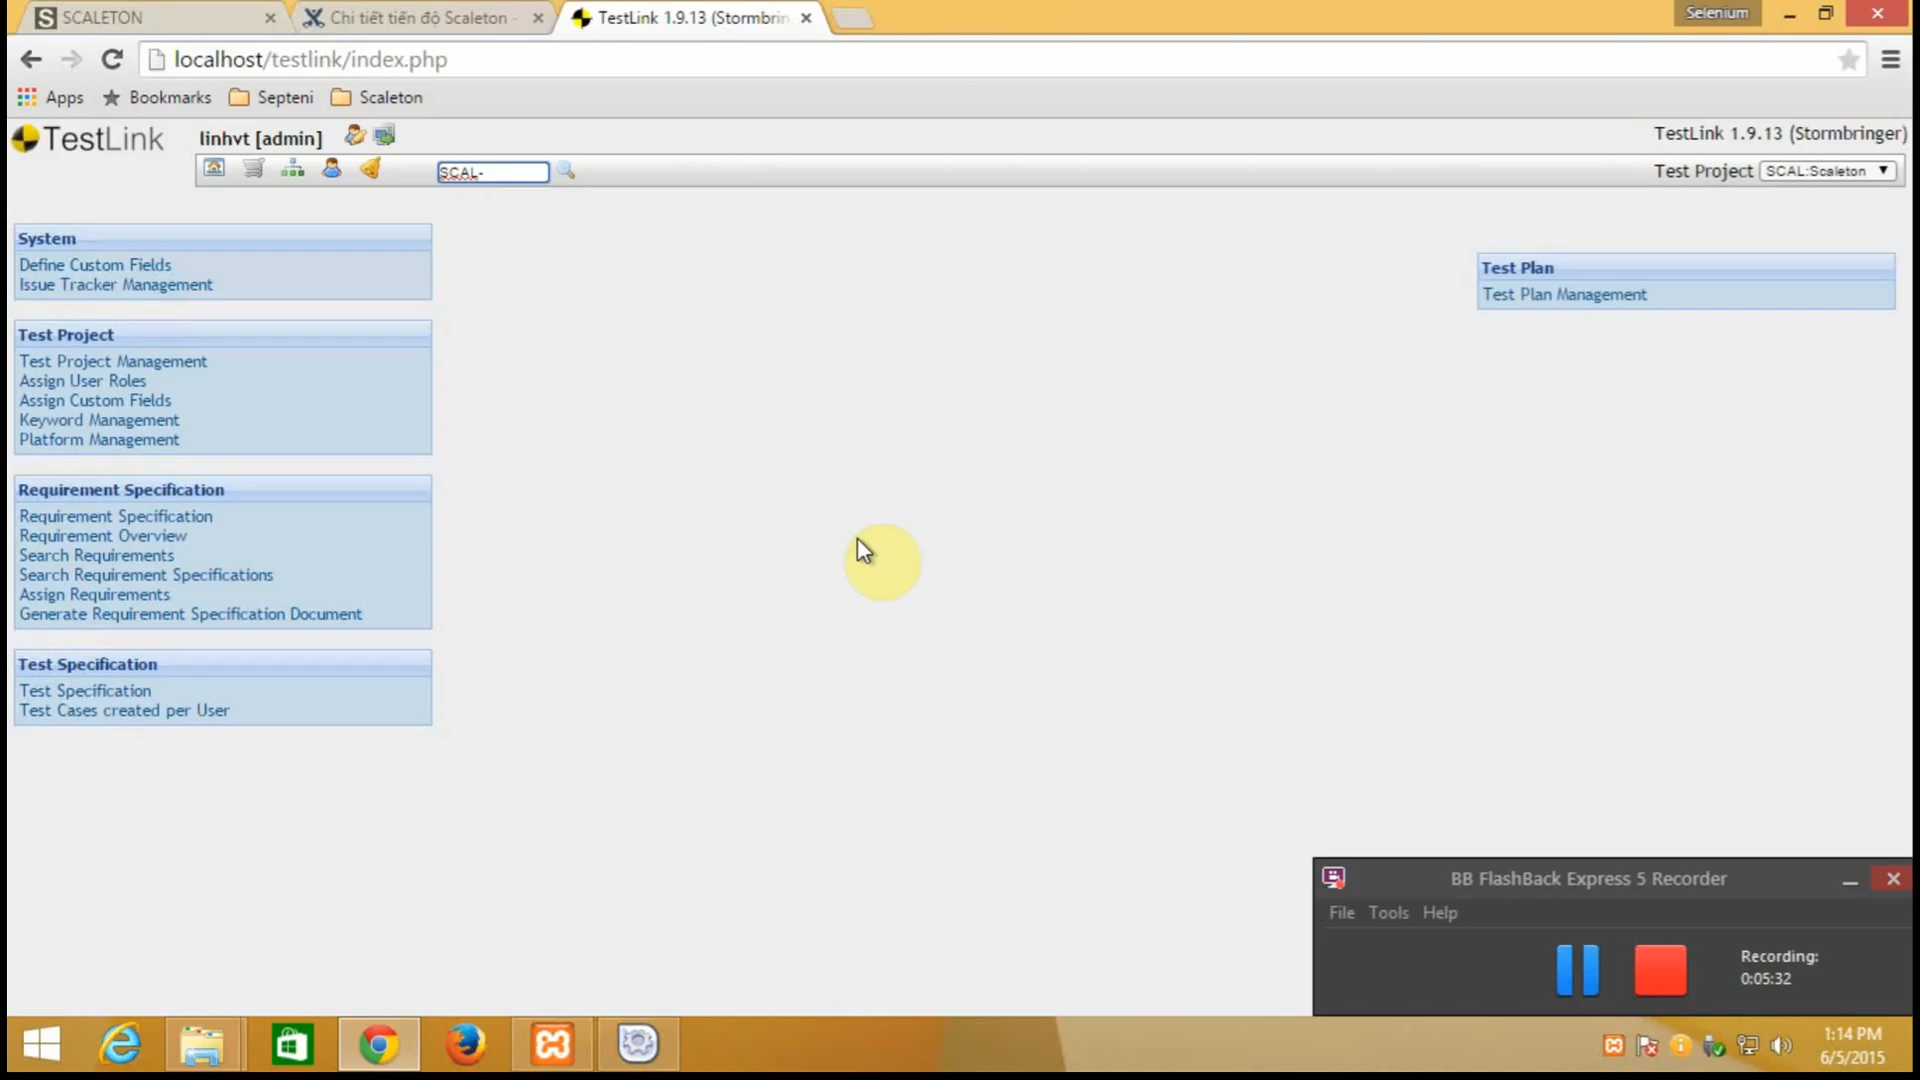 SCALETON
Chi tiết tiến độ Scaleton -
TestLink 1.9.13 (Stormbrin
Selenium
localhost/testlink/index.php
Apps
Bookmarks
Septeni
Scaleton
TestLink
linhvt [admin]
TestLink 1.9.13 (Stormbringer)
SCAL-
Test Project
SCAL:Scaleton
System
Define Custom Fields
Issue Tracker Management
Test Plan
Test Plan Management
Test Project
Test Project Management
Assign User Roles
Assign Custom Fields
Keyword Management
Platform Management
Requirement Specification
Requirement Specification
Requirement Overview
Search Requirements
Search Requirement Specifications
Assign Requirements
Generate Requirement Specification Document
Test Specification
Test Specification
Test Cases created per User
BB FlashBack Express 5 Recorder
File Tools Help
Recording:
0:05:32
1:14 PM
6/5/2015